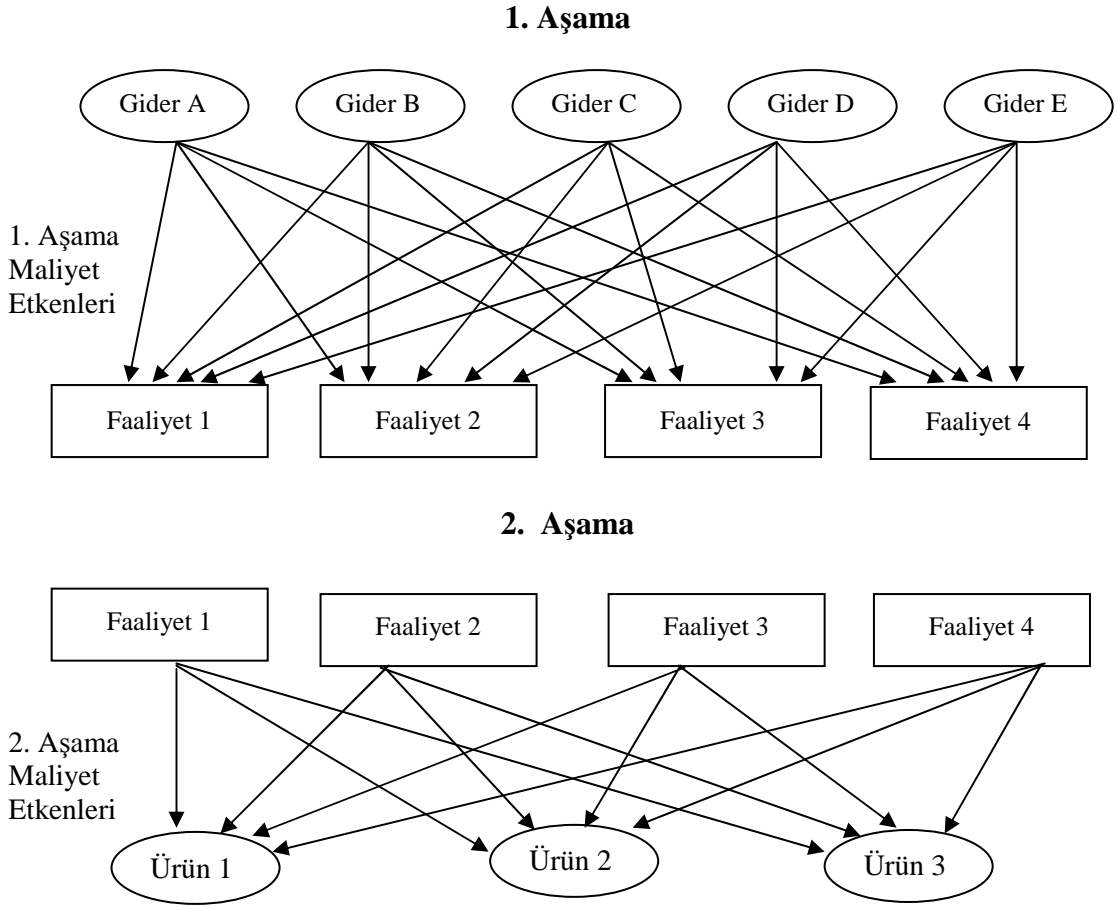 1. Aşama
Gider A Gider B Gider C Gider D Gider E
1. Aşama
Maliyet
Etkenleri
Faaliyet 1 Faaliyet 2 Faaliyet 3 Faaliyet 4
2. Aşama
Faaliyet 1 Faaliyet 2 Faaliyet 3 Faaliyet 4
2. Aşama
Maliyet
Etkenleri
Ürün 1 Ürün 2 Ürün 3